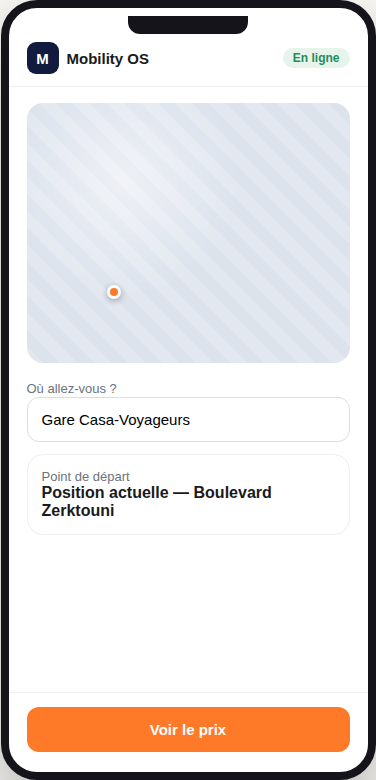 M
Mobility OS
En ligne
Où allez-vous ?
Gare Casa-Voyageurs
Point de départ
Position actuelle — Boulevard
Zerktouni
Voir le prix